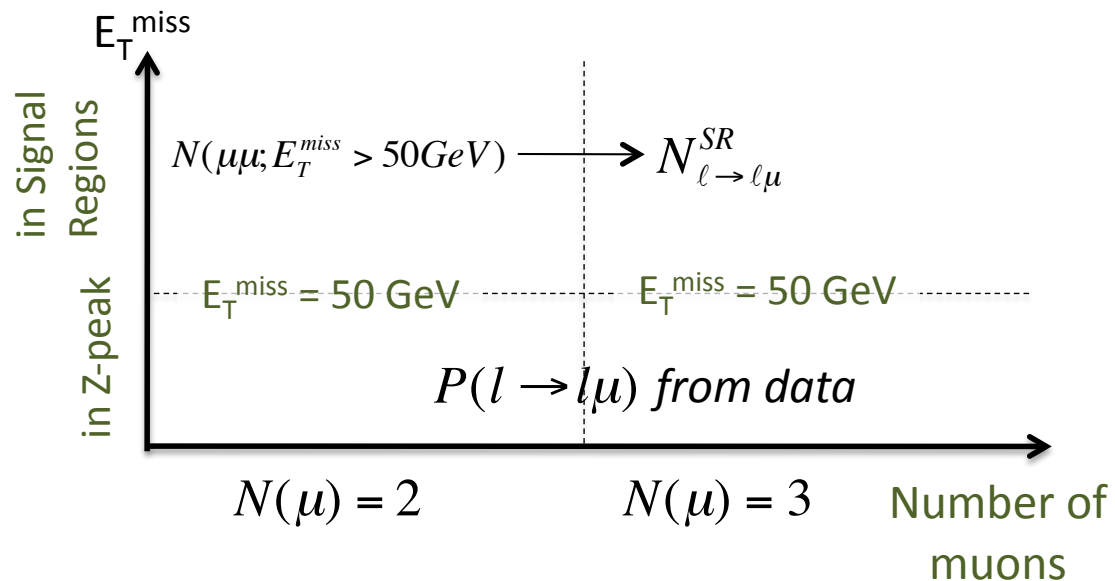 E_T^miss
in Signal
Regions
N(μμ; E_T^miss > 50GeV)
N^SR_ℓ → ℓμ
E_T^miss = 50 GeV
E_T^miss = 50 GeV
in Z-peak
P(l → lμ) from data
N(μ) = 2
N(μ) = 3
Number of
muons